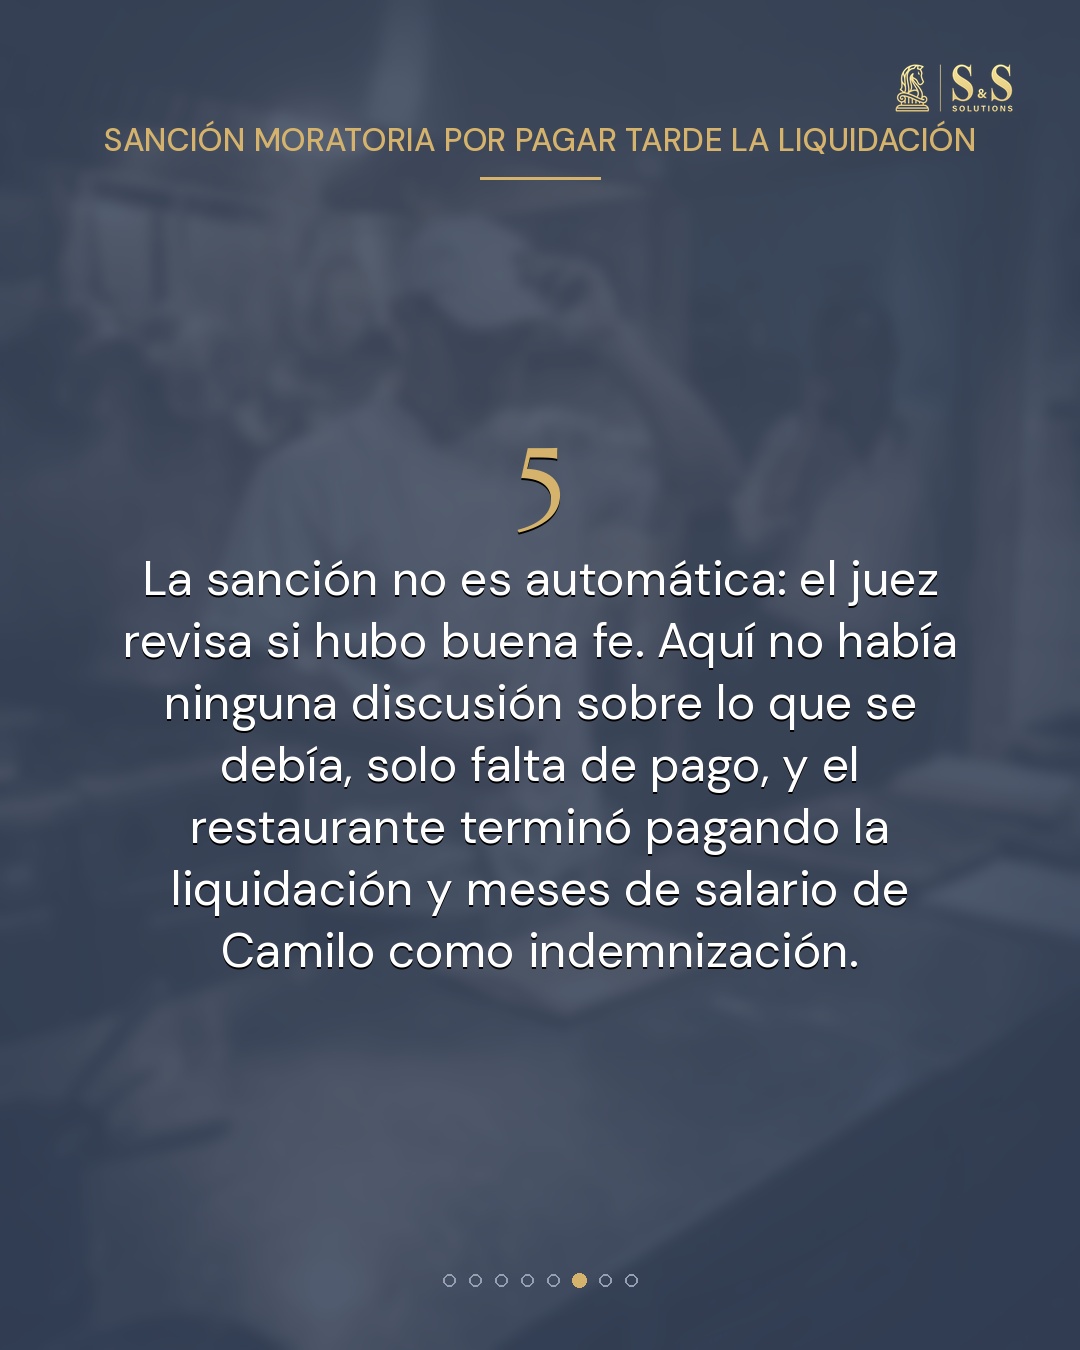 S&S
SOLUTIONS
SANCIÓN MORATORIA POR PAGAR TARDE LA LIQUIDACIÓN
5
La sanción no es automática: el juez
revisa si hubo buena fe. Aquí no había
ninguna discusión sobre lo que se
debía, solo falta de pago, y el
restaurante terminó pagando la
liquidación y meses de salario de
Camilo como indemnización.